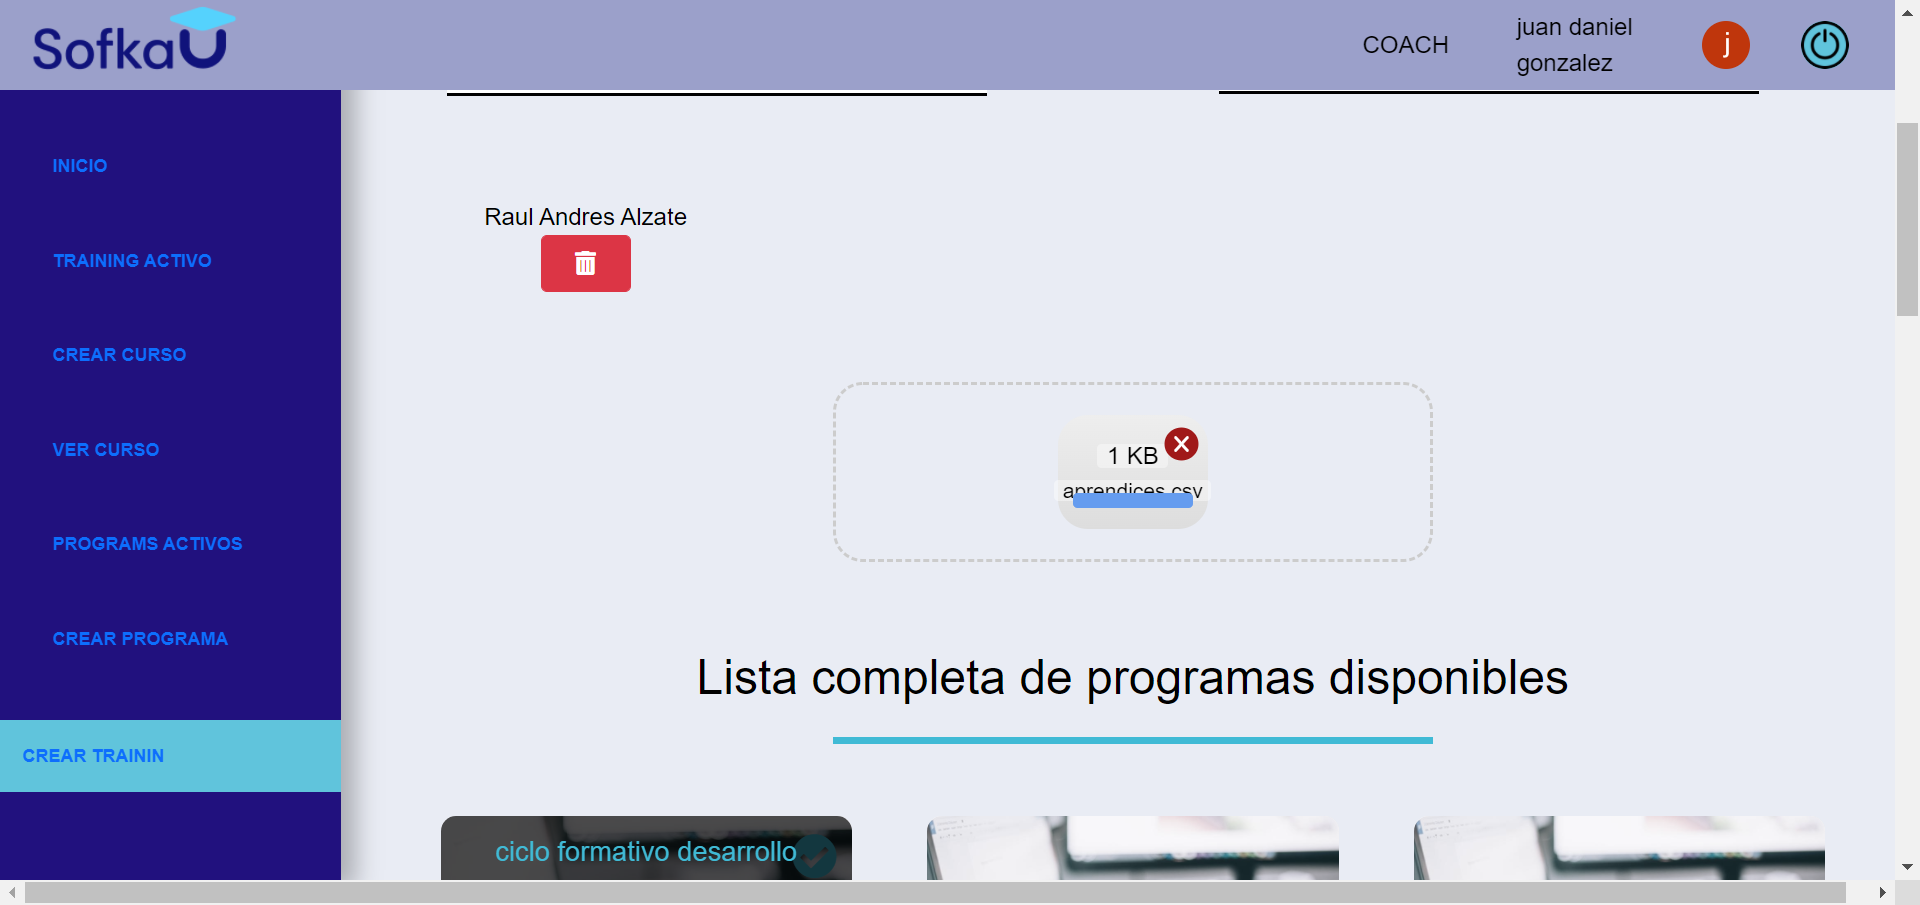 SofkaU
COACH
juan daniel
gonzalez
j
INICIO
TRAINING ACTIVO
CREAR CURSO
VER CURSO
PROGRAMS ACTIVOS
CREAR PROGRAMA
CREAR TRAININ
Raul Andres Alzate
1 KB
aprendices.csv
Lista completa de programas disponibles
ciclo formativo desarrollo